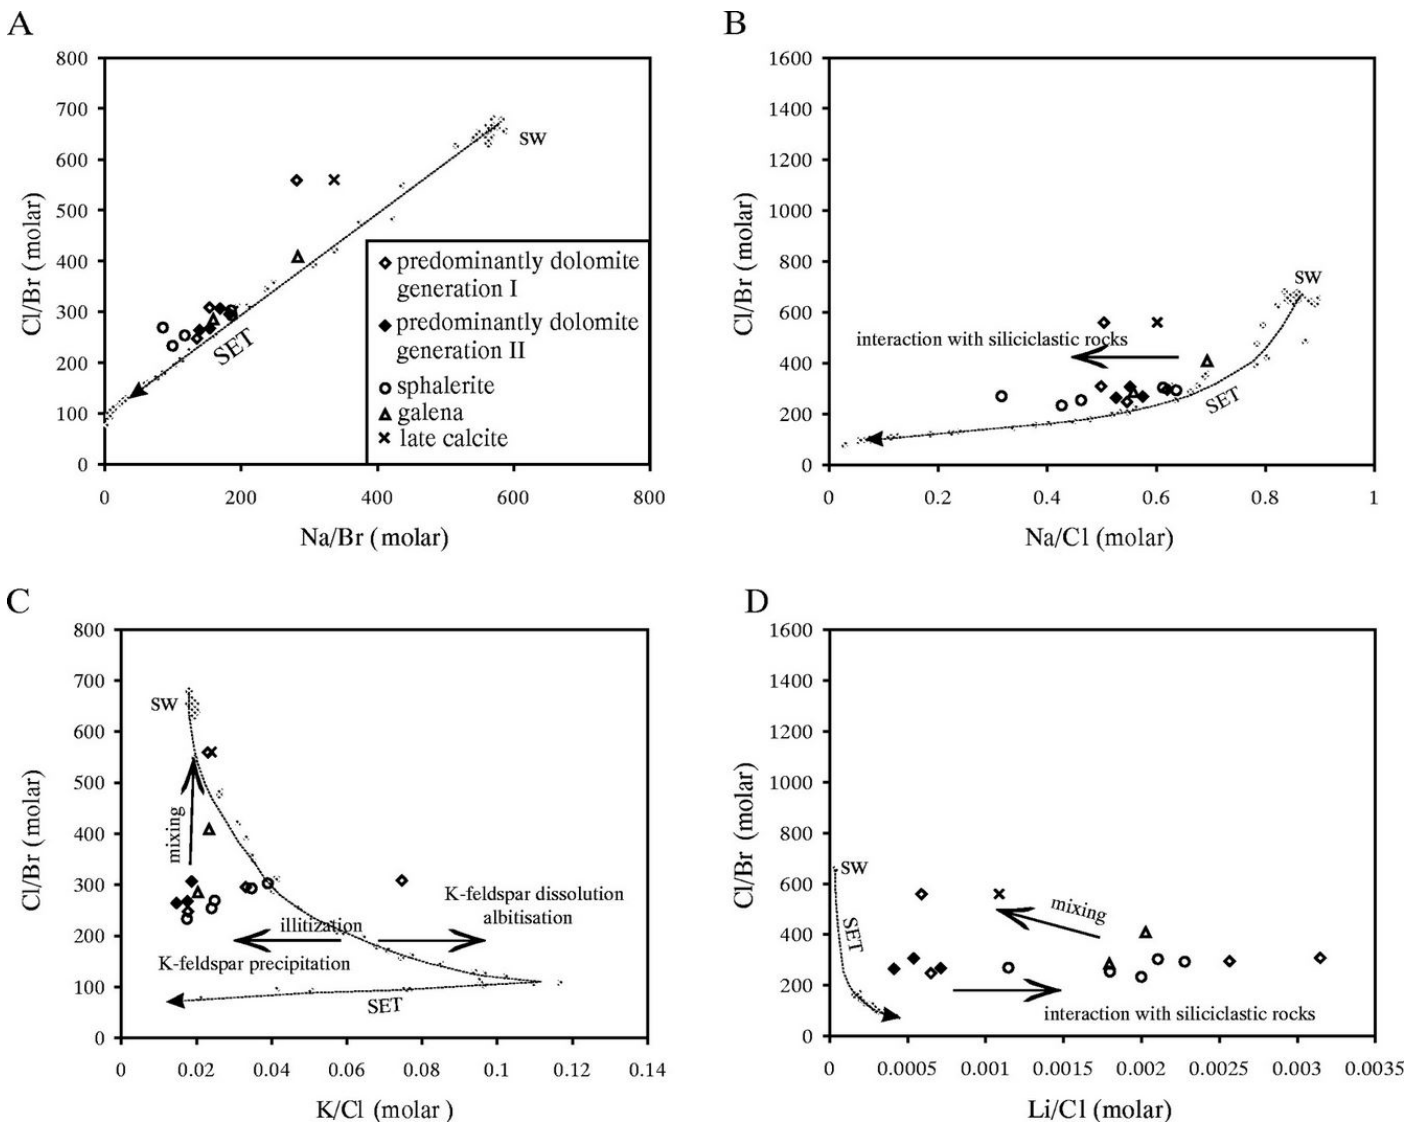 A
800
700
600
500
400
300
200
100
0
Cl/Br (molar)
SW
SET
predominantly dolomite
generation I
predominantly dolomite
generation II
sphalerite
galena
late calcite
0 200 400 600 800
Na/Br (molar)
B
1600
1400
1200
1000
800
600
400
200
0
Cl/Br (molar)
SW
interaction with siliciclastic rocks
SET
0 0.2 0.4 0.6 0.8 1
Na/Cl (molar)
C
800
700
600
500
400
300
200
100
0
Cl/Br (molar)
SW
mixing
K-feldspar dissolution
albitisation
illitization
K-feldspar precipitation
SET
0 0.02 0.04 0.06 0.08 0.1 0.12 0.14
K/Cl (molar )
D
1600
1400
1200
1000
800
600
400
200
0
Cl/Br (molar)
SW
SET
mixing
interaction with siliciclastic rocks
0 0.0005 0.001 0.0015 0.002 0.0025 0.003 0.0035
Li/Cl (molar)